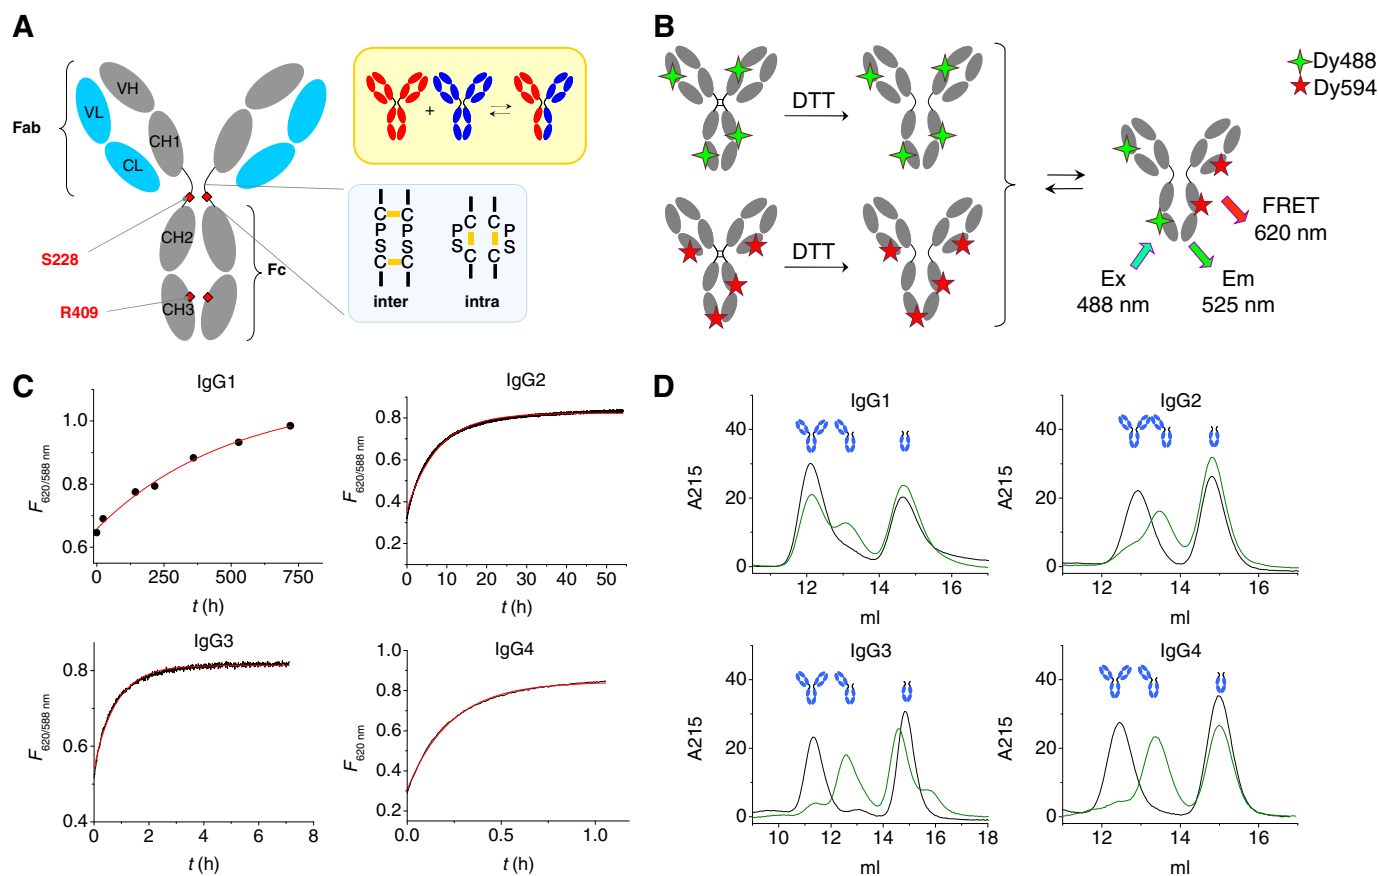 A
VH
VL
Fab
CH1
CL
CH2
S228
Fc
R409
CH3
+
C C
P P
S S
C C
inter
C C
P P
S S
C C
intra
B
DTT
DTT
Dy488
Dy594
FRET
620 nm
Ex
488 nm
Em
525 nm
C
IgG1
F620/588 nm
1.0
0.8
0.6
0 250 500 750
t (h)
IgG2
F620/588 nm
0.8
0.6
0.4
0.2
0 10 20 30 40 50
t (h)
IgG3
F620/588 nm
0.8
0.6
0.4
0 2 4 6 8
t (h)
IgG4
F620 nm
1.0
0.8
0.6
0.4
0.2
0.0 0.5 1.0
t (h)
D
IgG1
A215
40
20
0
12 14 16
ml
IgG2
A215
40
20
0
12 14 16
ml
IgG3
A215
40
20
0
10 12 14 16 18
ml
IgG4
A215
40
20
0
12 14 16
ml